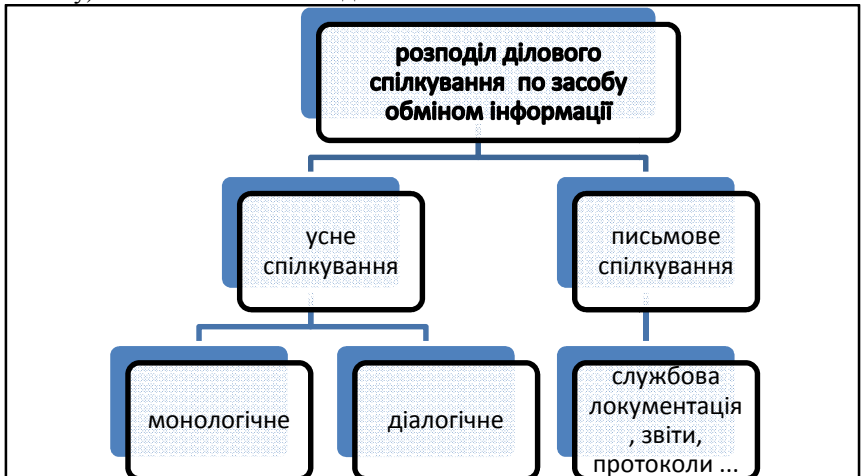 розподіл ділового
спілкування по засобу
обміном інформації
усне
спілкування
письмове
спілкування
монологічне
діалогічне
службова
локументація
, звіти,
протоколи ...